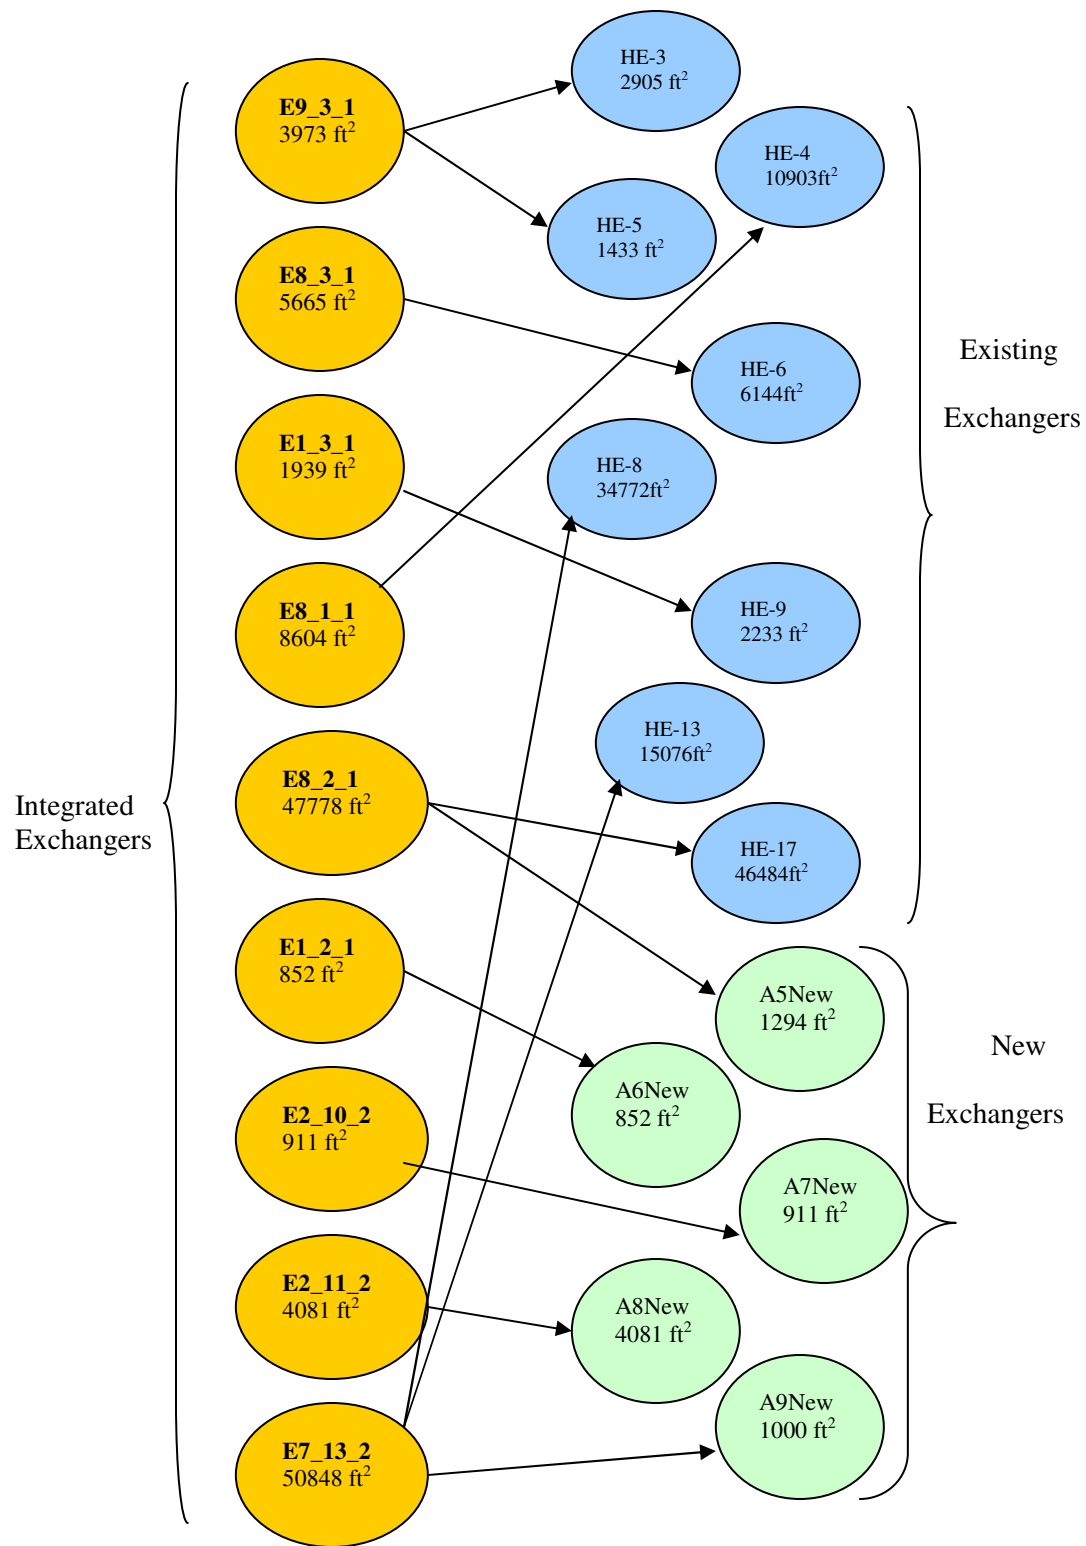 HE-3
2905 ft²
E9_3_1
3973 ft²
HE-4
10903ft²
HE-5
1433 ft²
E8_3_1
5665 ft²
Existing
Exchangers
HE-6
6144ft²
E1_3_1
1939 ft²
HE-8
34772ft²
E8_1_1
8604 ft²
HE-9
2233 ft²
HE-13
15076ft²
Integrated
Exchangers
E8_2_1
47778 ft²
HE-17
46484ft²
E1_2_1
852 ft²
A5New
1294 ft²
New
Exchangers
A6New
852 ft²
E2_10_2
911 ft²
A7New
911 ft²
E2_11_2
4081 ft²
A8New
4081 ft²
A9New
1000 ft²
E7_13_2
50848 ft²